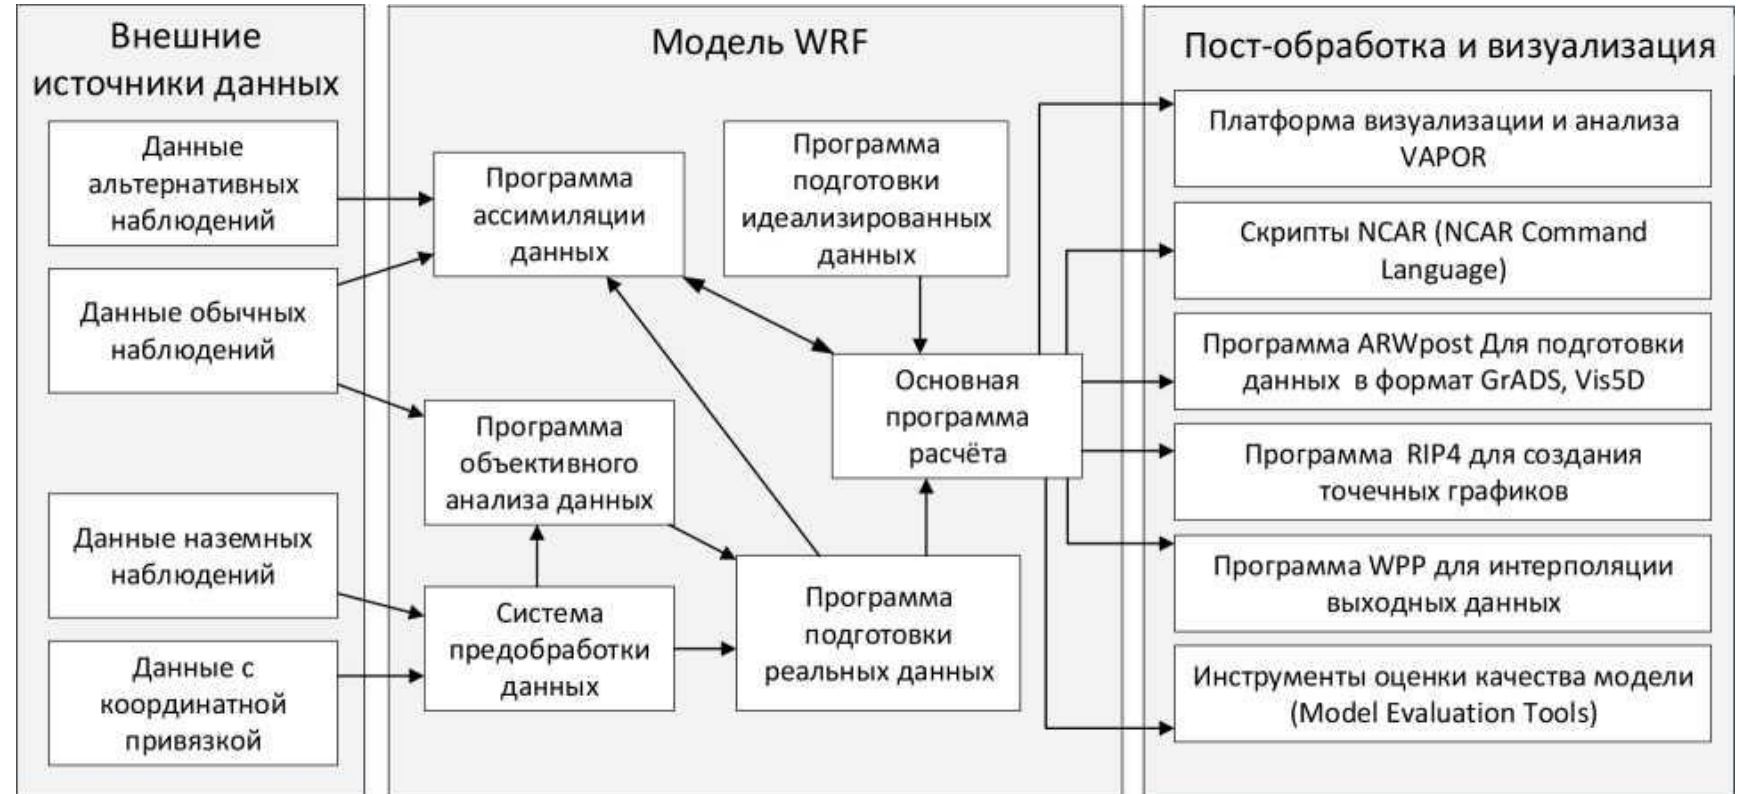 Внешние
источники данных
Данные
альтернативных
наблюдений
Данные обычных
наблюдений
Данные наземных
наблюдений
Данные с
координатной
привязкой
Модель WRF
Программа
ассимиляции
данных
Программа
подготовки
идеализированных
данных
Основная
программа
расчёта
Программа
объективного
анализа данных
Система
предобработки
данных
Программа
подготовки
реальных данных
Пост-обработка и визуализация
Платформа визуализации и анализа
VAPOR
Скрипты NCAR (NCAR Command
Language)
Программа ARWpost Для подготовки
данных в формат GrADS, Vis5D
Программа RIP4 для создания
точечных графиков
Программа WPP для интерполяции
выходных данных
Инструменты оценки качества модели
(Model Evaluation Tools)